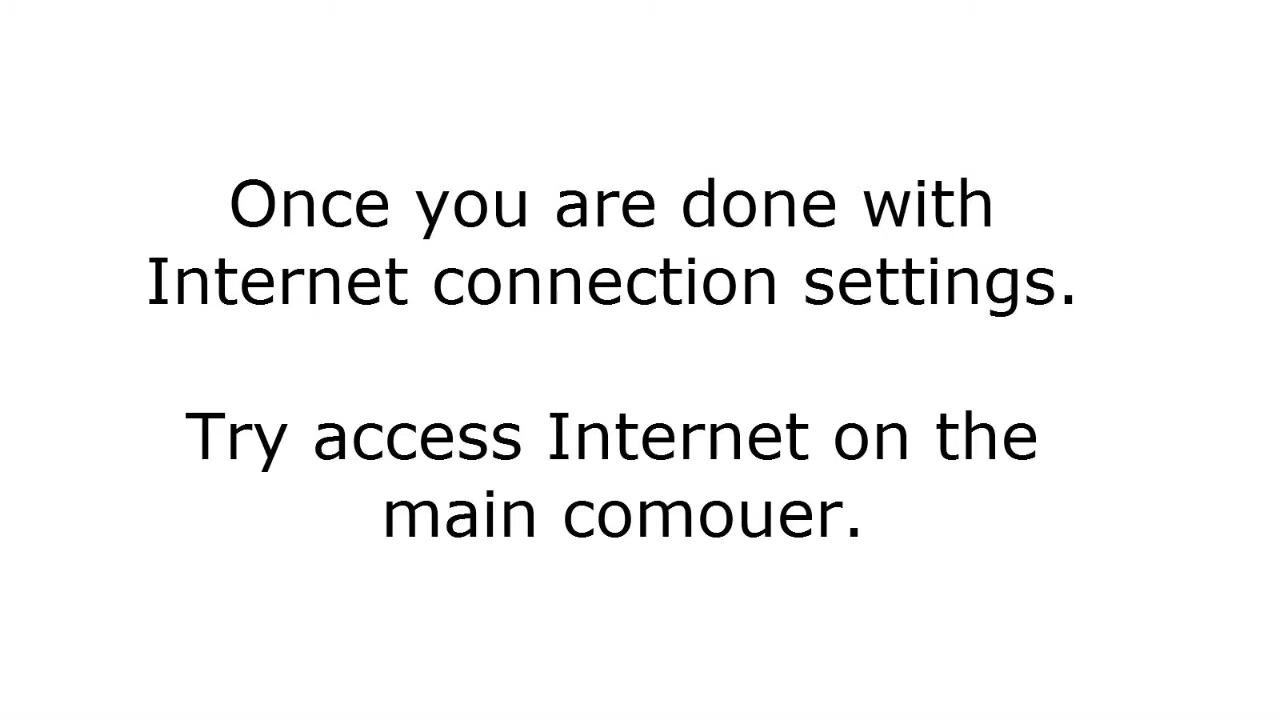 Once you are done with
Internet connection settings.
Try access Internet on the
main comouer.